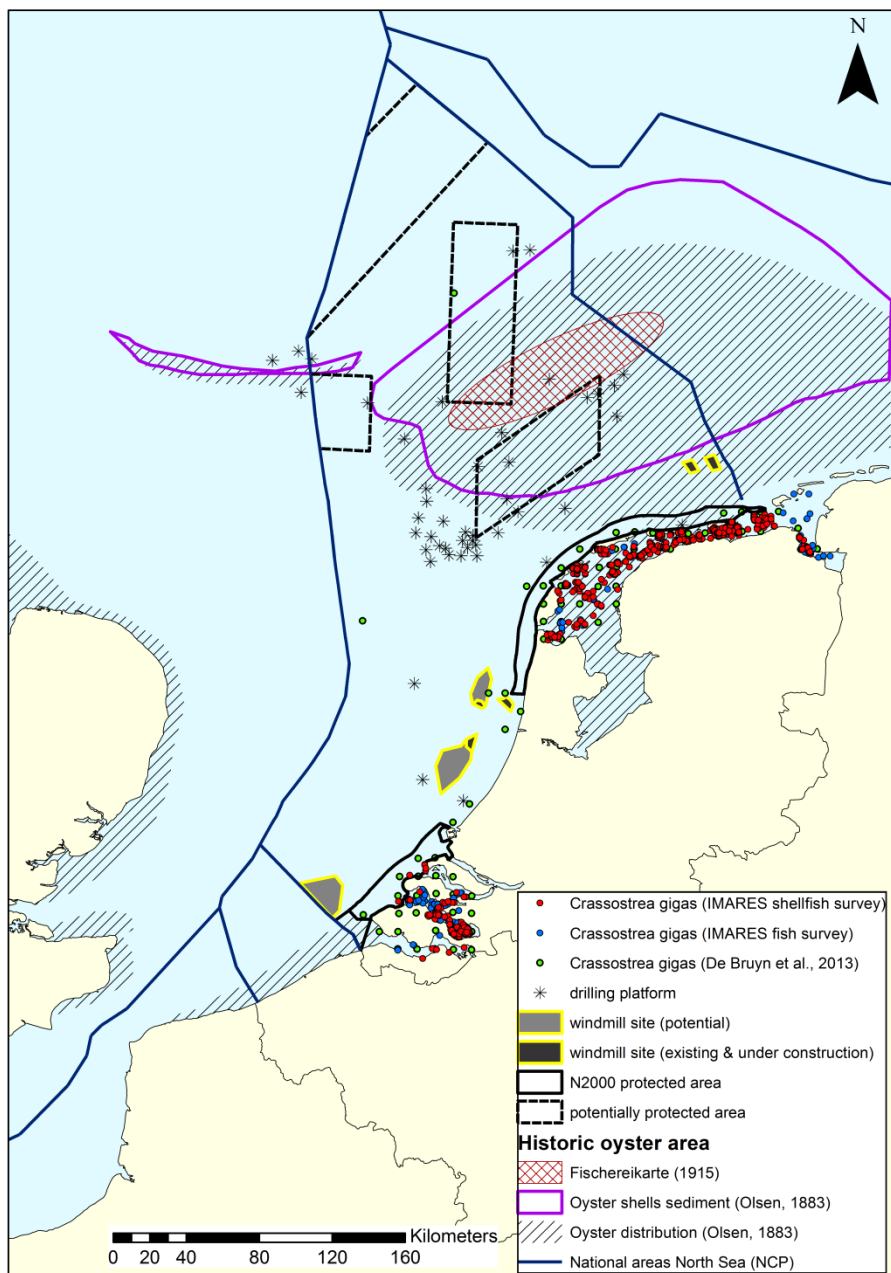 N
Crassostrea gigas (IMARES shellfish survey)
Crassostrea gigas (IMARES fish survey)
Crassostrea gigas (De Bruyn et al., 2013)
drilling platform
windmill site (potential)
windmill site (existing & under construction)
N2000 protected area
potentially protected area
Historic oyster area
Fischereikarte (1915)
Oyster shells sediment (Olsen, 1883)
Oyster distribution (Olsen, 1883)
National areas North Sea (NCP)
Kilometers
0 20 40 80 120 160